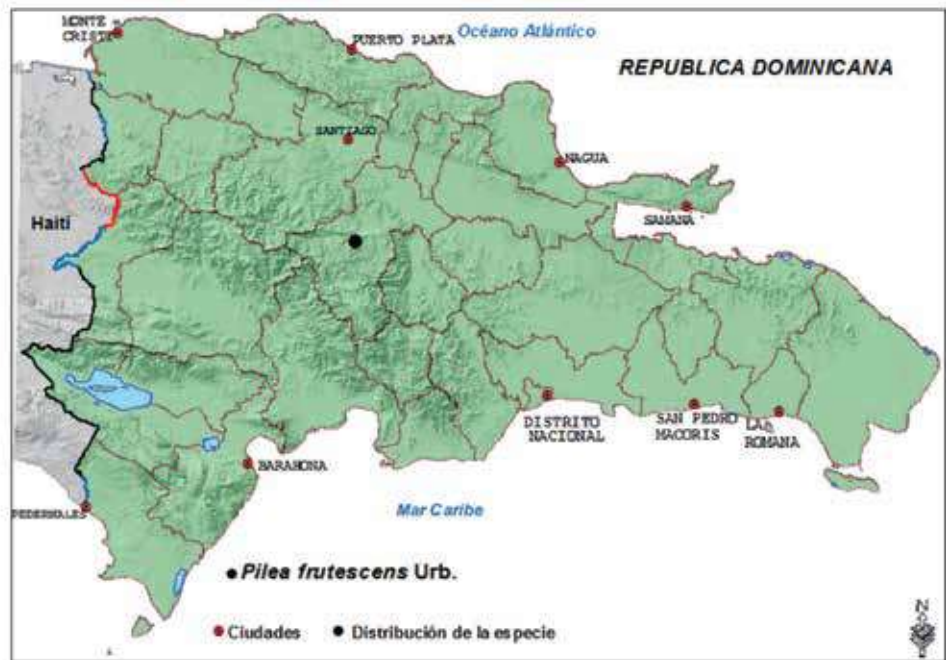 MONTE
CRISTI
PUERTO PLATA
Océano Atlántico
REPUBLICA DOMINICANA
SANTIAGO
NAGUA
SAMANA
Haití
DISTRITO
NACIONAL
SAN PEDRO
MACORIS
LA
ROMANA
BARAHONA
PEDERNALES
Mar Caribe
Pilea frutescens Urb.
Ciudades
Distribución de la especie
N